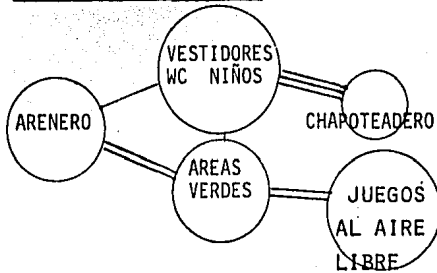 VESTIDORES
WC NIÑOS
ARENERO
CHAPOTEADERO
AREAS
VERDES
JUEGOS
AL AIRE
LIBRE